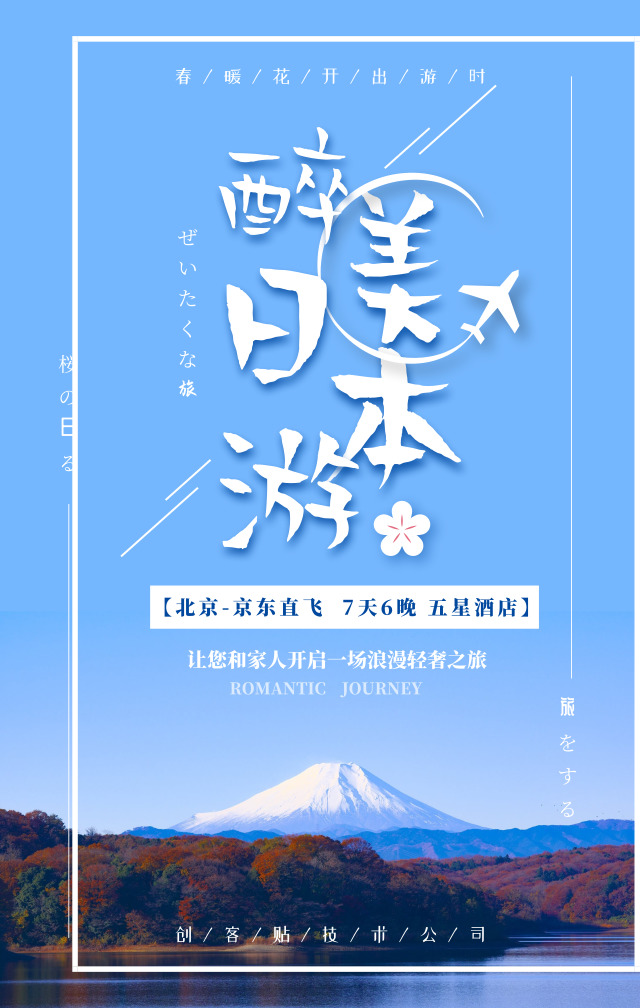 春/暖/花/开/出/游/时
醉美
日本
游
ぜいたくな旅
桜の日る
【北京-京东直飞 7天6晚 五星酒店】
让您和家人开启一场浪漫轻奢之旅
ROMANTIC JOURNEY
旅をする
创/客/贴/技/术/公/司